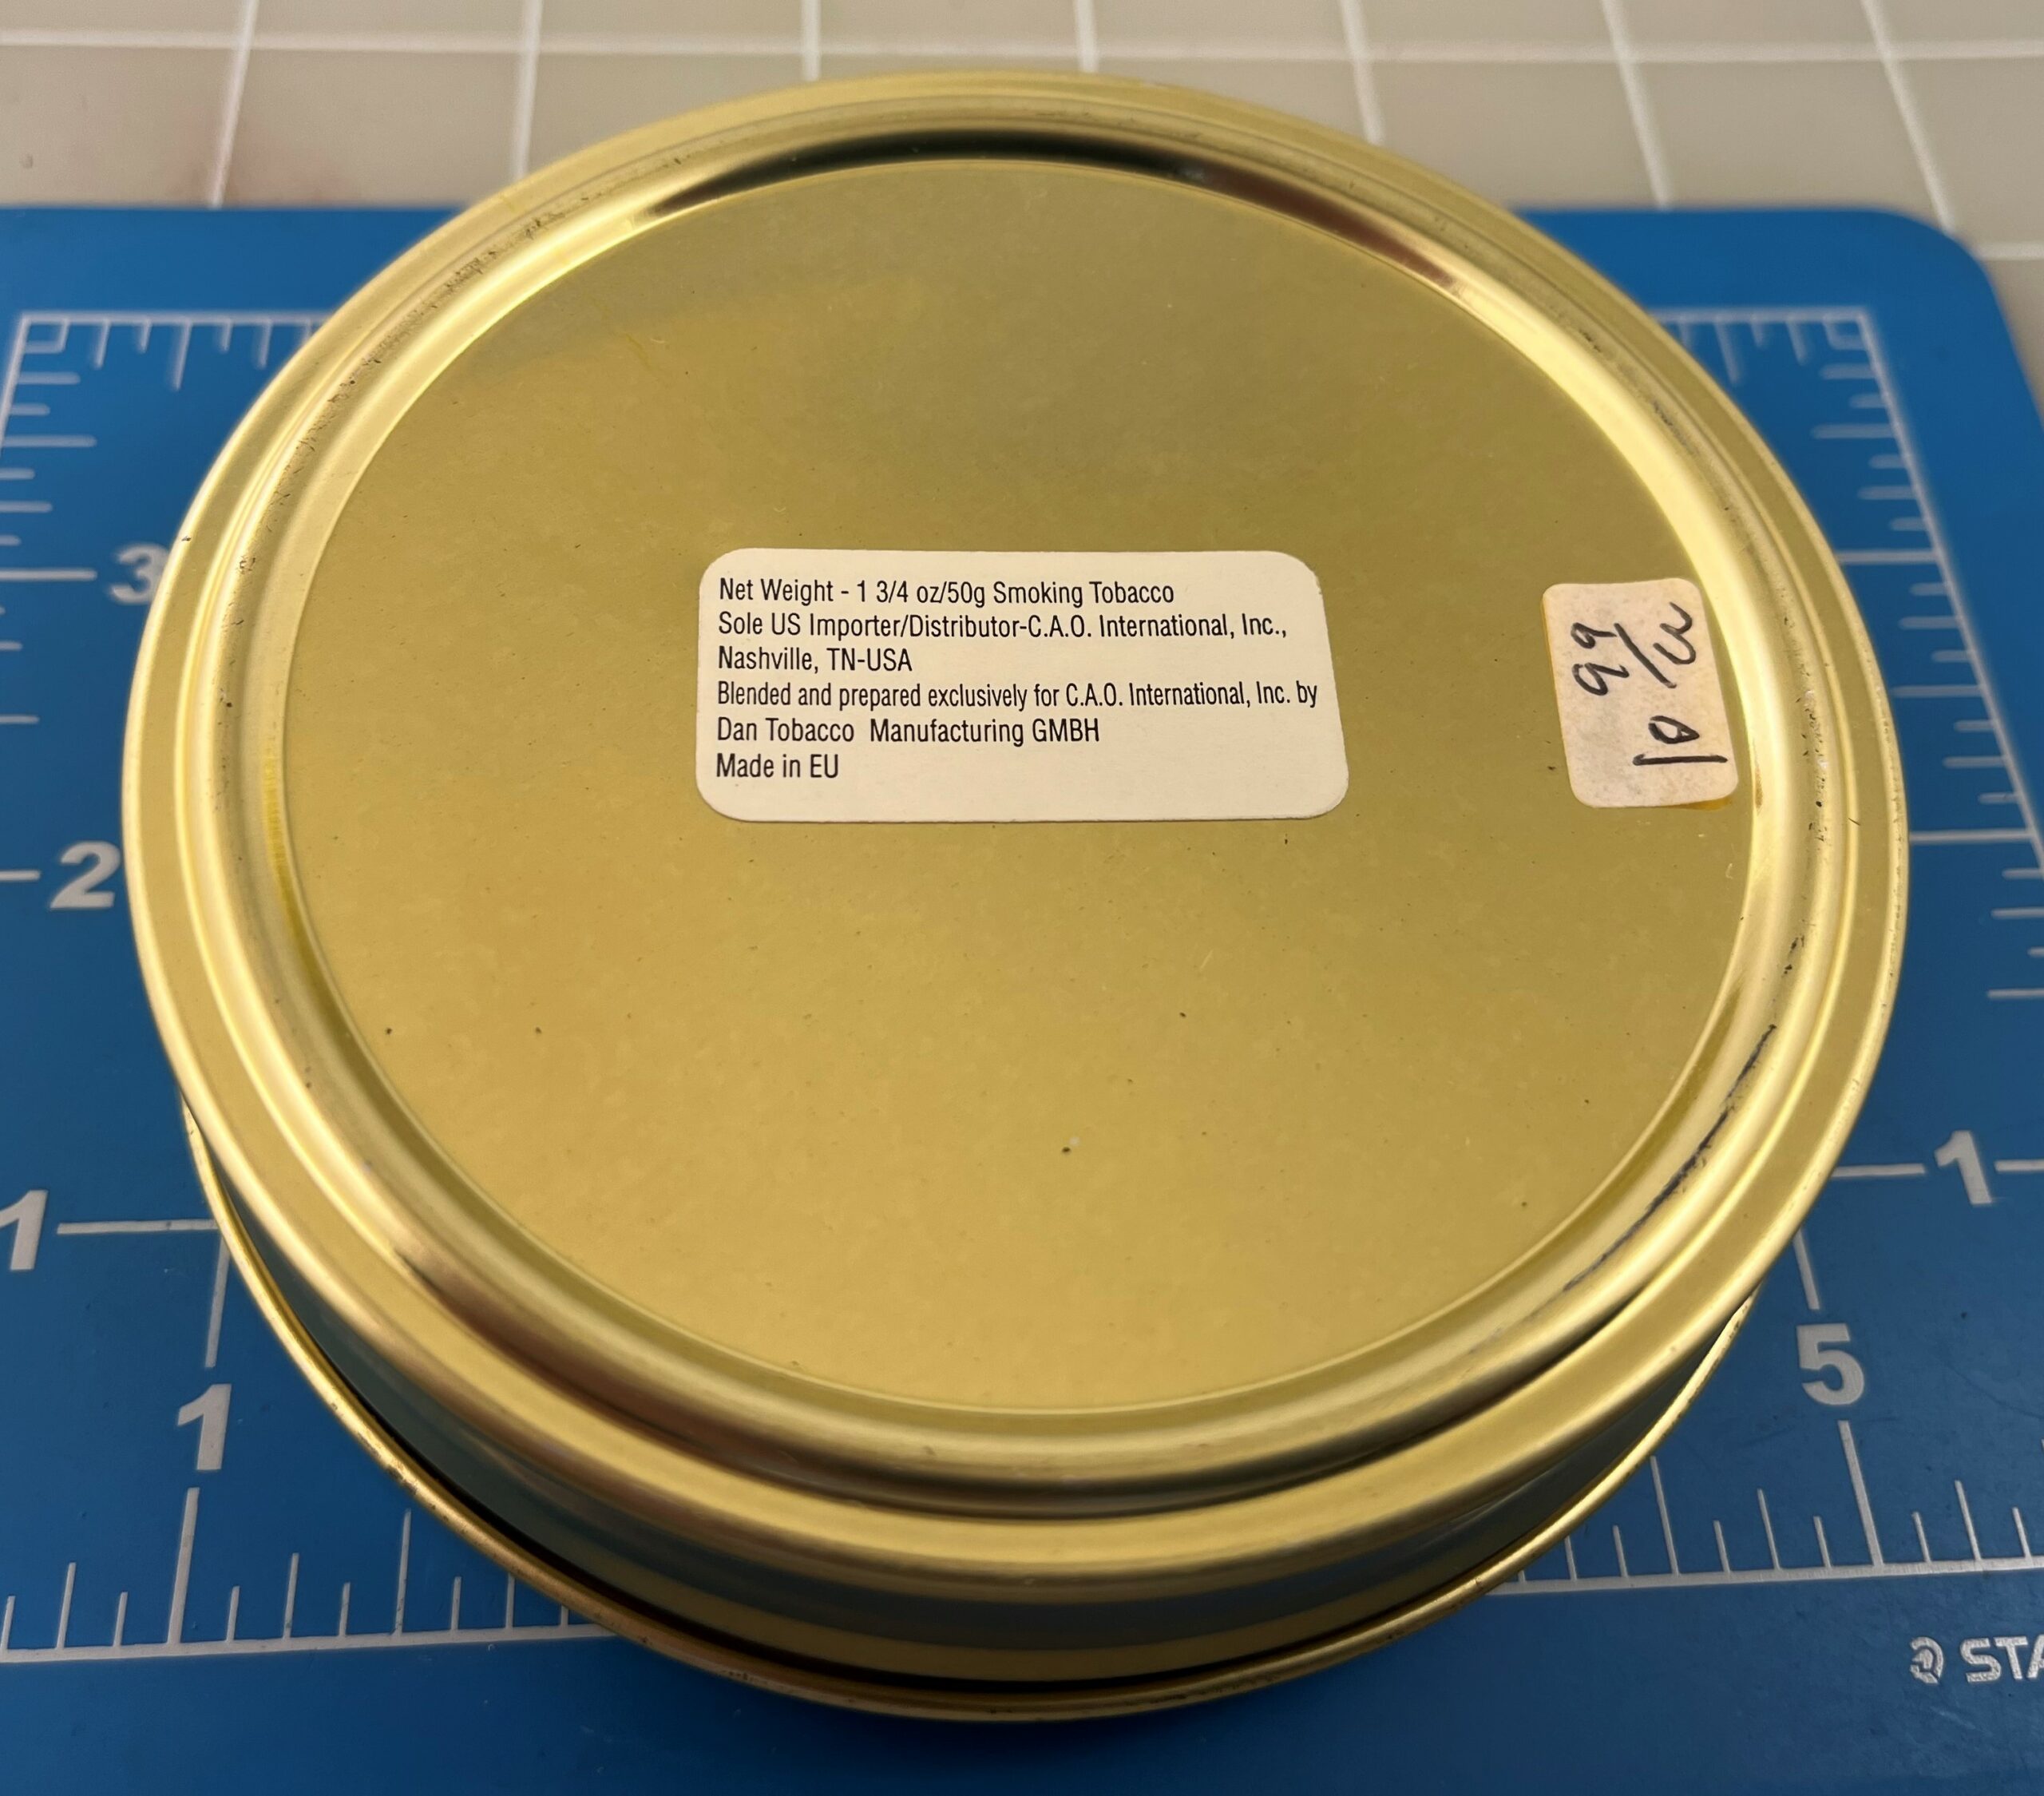 Net Weight - 1 3/4 oz/50g Smoking Tobacco
Sole US Importer/Distributor-C.A.O. International, Inc.,
Nashville, TN-USA
Blended and prepared exclusively for C.A.O. International, Inc. by
Dan Tobacco Manufacturing GMBH
Made in EU
3
2
1
1
1
5
STA